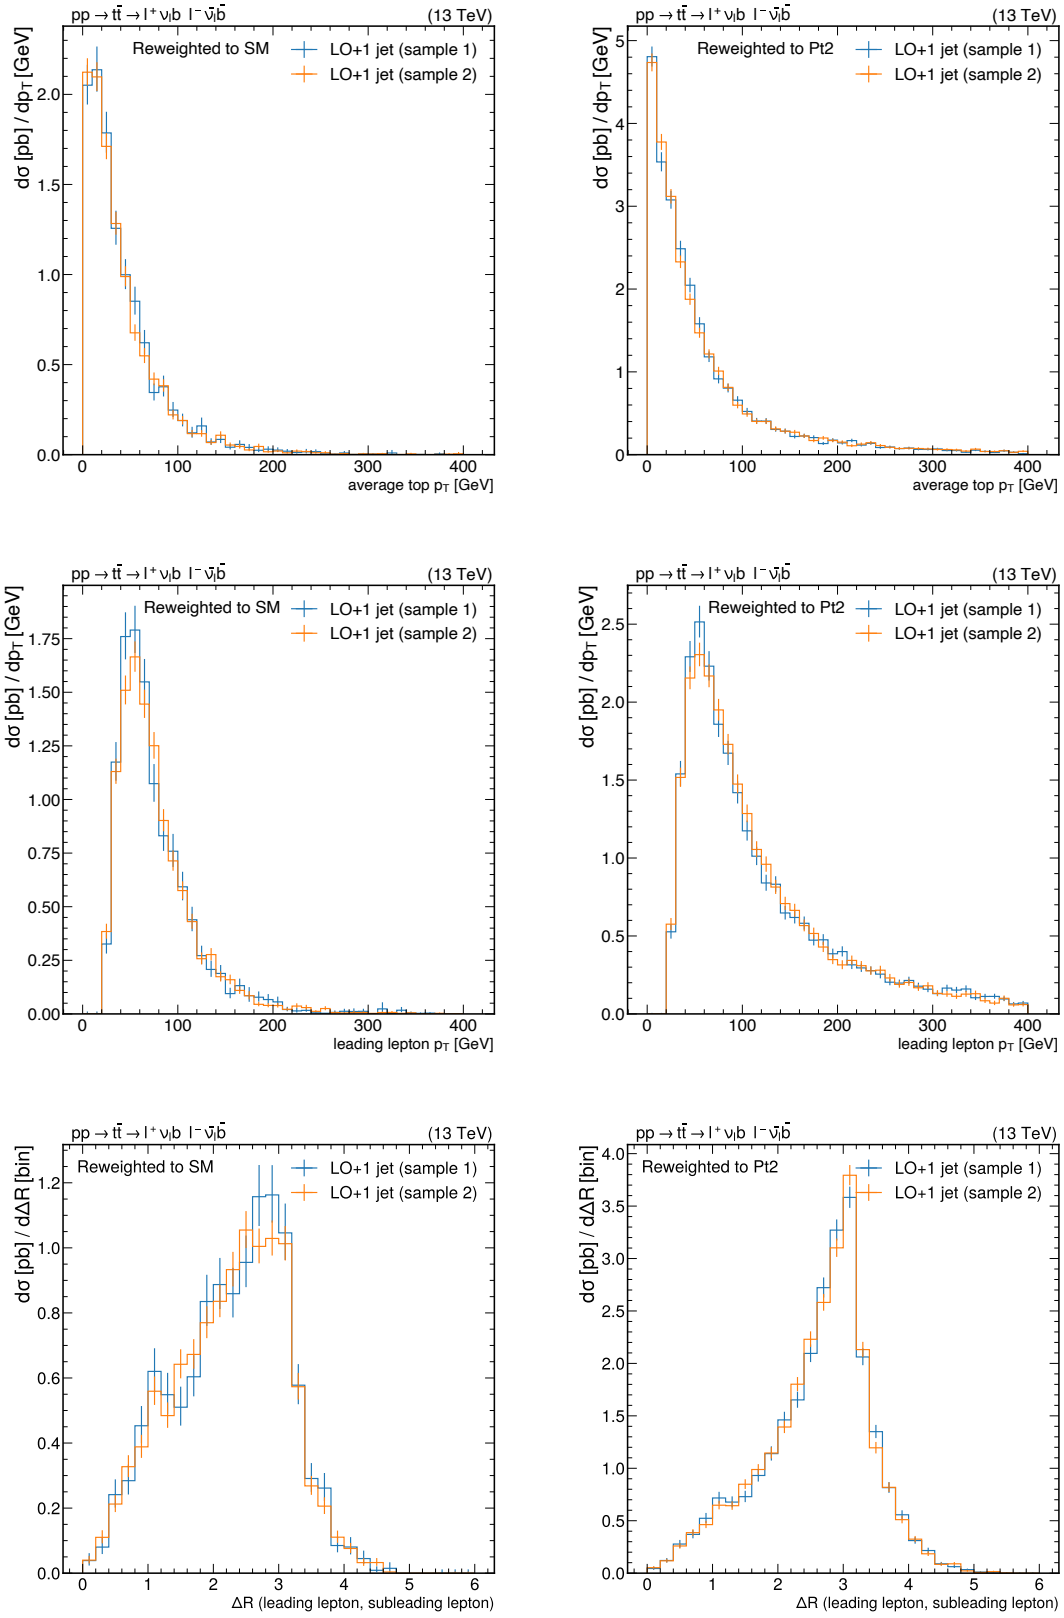 pp → tt̄ → l⁺ νₗb l⁻ ν̄ₗb̄ (13 TeV)
Reweighted to SM
LO+1 jet (sample 1)
LO+1 jet (sample 2)
dσ [pb] / dp_T [GeV]
2.0
1.5
1.0
0.5
0.0
0 100 200 300 400
average top p_T [GeV]
pp → tt̄ → l⁺ νₗb l⁻ ν̄ₗb̄ (13 TeV)
Reweighted to Pt2
LO+1 jet (sample 1)
LO+1 jet (sample 2)
dσ [pb] / dp_T [GeV]
5
4
3
2
1
0
0 100 200 300 400
average top p_T [GeV]
pp → tt̄ → l⁺ νₗb l⁻ ν̄ₗb̄ (13 TeV)
Reweighted to SM
LO+1 jet (sample 1)
LO+1 jet (sample 2)
dσ [pb] / dp_T [GeV]
1.75
1.50
1.25
1.00
0.75
0.50
0.25
0.00
0 100 200 300 400
leading lepton p_T [GeV]
pp → tt̄ → l⁺ νₗb l⁻ ν̄ₗb̄ (13 TeV)
Reweighted to Pt2
LO+1 jet (sample 1)
LO+1 jet (sample 2)
dσ [pb] / dp_T [GeV]
2.5
2.0
1.5
1.0
0.5
0.0
0 100 200 300 400
leading lepton p_T [GeV]
pp → tt̄ → l⁺ νₗb l⁻ ν̄ₗb̄ (13 TeV)
Reweighted to SM
LO+1 jet (sample 1)
LO+1 jet (sample 2)
dσ [pb] / dΔR [bin]
1.2
1.0
0.8
0.6
0.4
0.2
0.0
0 1 2 3 4 5 6
ΔR (leading lepton, subleading lepton)
pp → tt̄ → l⁺ νₗb l⁻ ν̄ₗb̄ (13 TeV)
Reweighted to Pt2
LO+1 jet (sample 1)
LO+1 jet (sample 2)
dσ [pb] / dΔR [bin]
4.0
3.5
3.0
2.5
2.0
1.5
1.0
0.5
0.0
0 1 2 3 4 5 6
ΔR (leading lepton, subleading lepton)